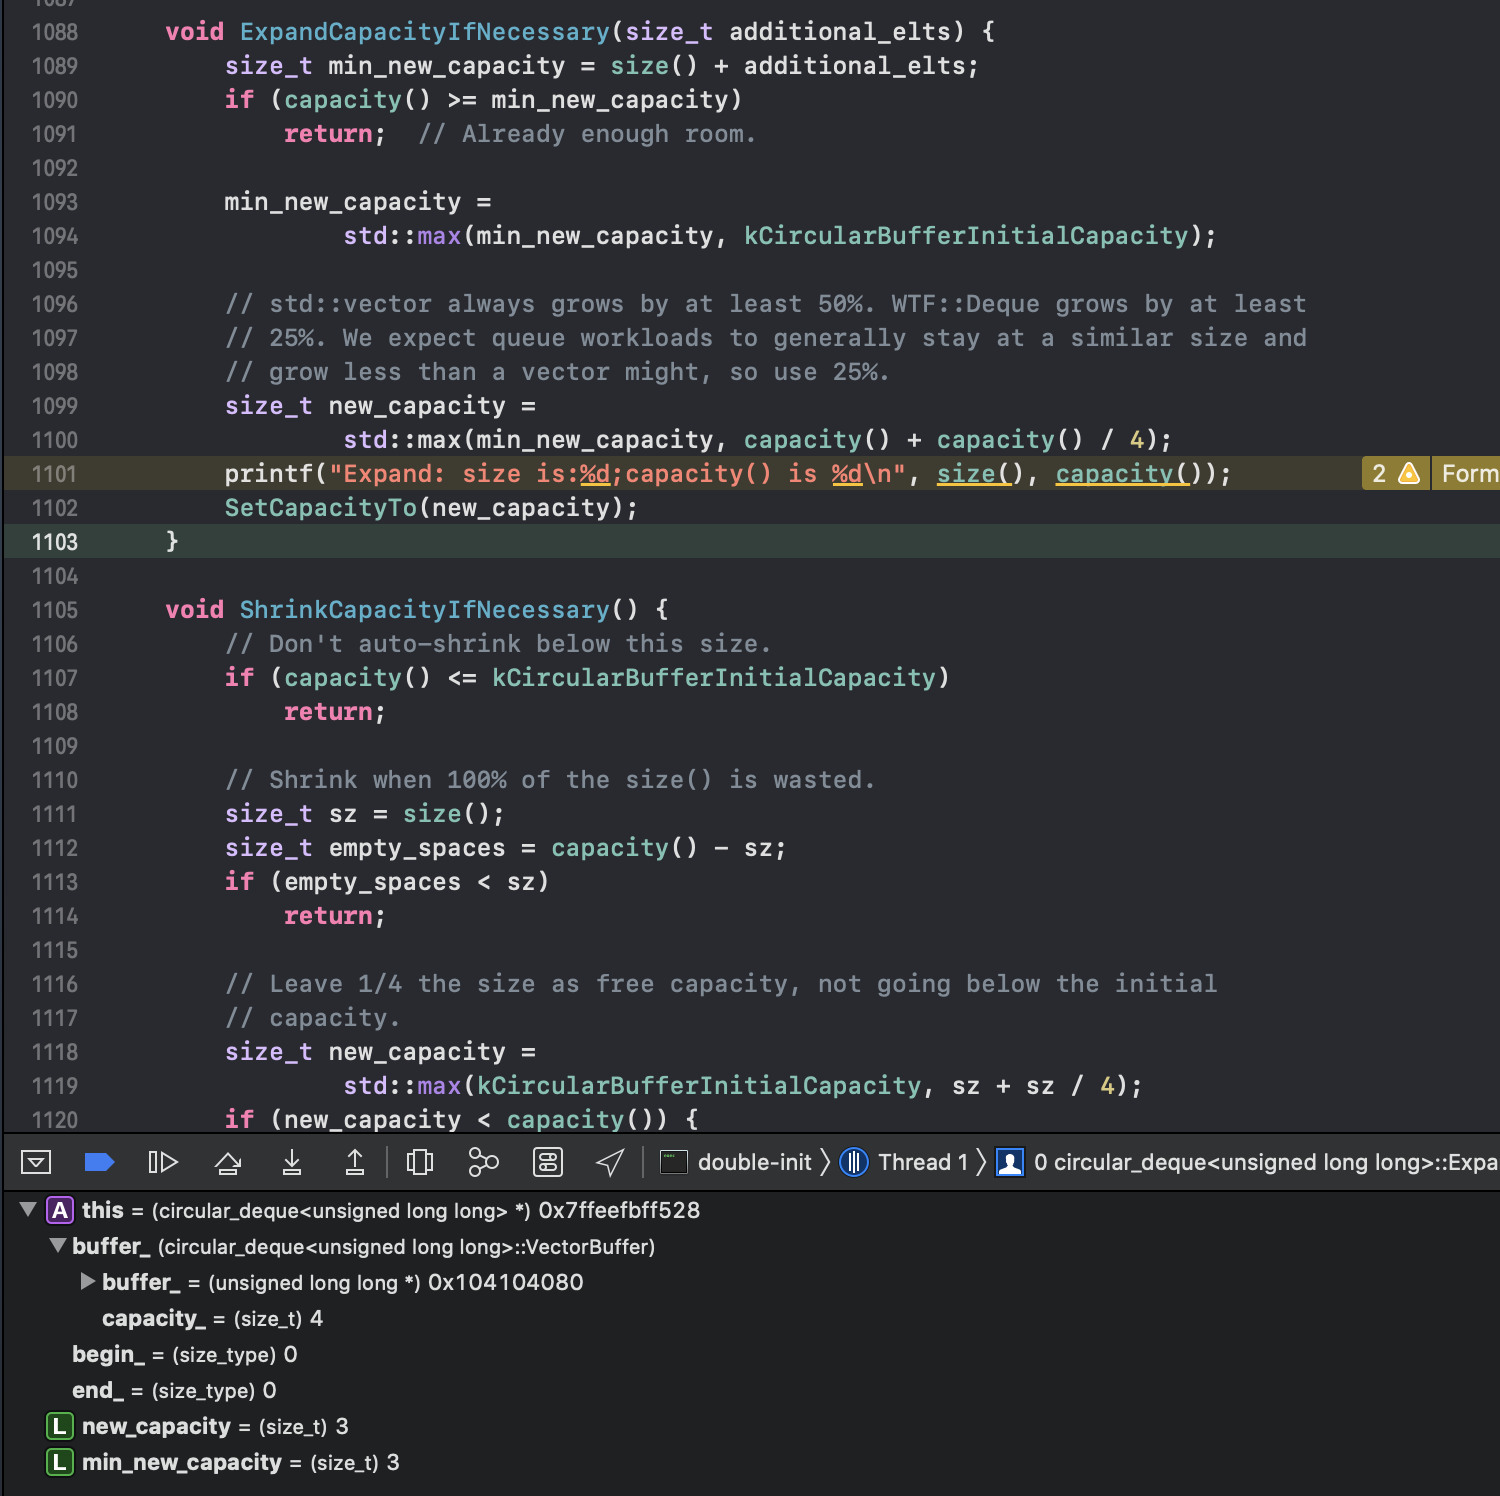 1088 void ExpandCapacityIfNecessary(size_t additional_elts) {
1089 size_t min_new_capacity = size() + additional_elts;
1090 if (capacity() >= min_new_capacity)
1091 return; // Already enough room.
1092
1093 min_new_capacity =
1094 std::max(min_new_capacity, kCircularBufferInitialCapacity);
1095
1096 // std::vector always grows by at least 50%. WTF::Deque grows by at least
1097 // 25%. We expect queue workloads to generally stay at a similar size and
1098 // grow less than a vector might, so use 25%.
1099 size_t new_capacity =
1100 std::max(min_new_capacity, capacity() + capacity() / 4);
1101 printf("Expand: size is:%d;capacity() is %d\n", size(), capacity()); 2 Form
1102 SetCapacityTo(new_capacity);
1103 }
1104
1105 void ShrinkCapacityIfNecessary() {
1106 // Don't auto-shrink below this size.
1107 if (capacity() <= kCircularBufferInitialCapacity)
1108 return;
1109
1110 // Shrink when 100% of the size() is wasted.
1111 size_t sz = size();
1112 size_t empty_spaces = capacity() - sz;
1113 if (empty_spaces < sz)
1114 return;
1115
1116 // Leave 1/4 the size as free capacity, not going below the initial
1117 // capacity.
1118 size_t new_capacity =
1119 std::max(kCircularBufferInitialCapacity, sz + sz / 4);
1120 if (new_capacity < capacity()) {
double-init Thread 1 0 circular_deque<unsigned long long>::Expa
A this = (circular_deque<unsigned long long> *) 0x7ffeefbff528
buffer_ (circular_deque<unsigned long long>::VectorBuffer)
buffer_ = (unsigned long long *) 0x104104080
capacity_ = (size_t) 4
begin_ = (size_type) 0
end_ = (size_type) 0
L new_capacity = (size_t) 3
L min_new_capacity = (size_t) 3